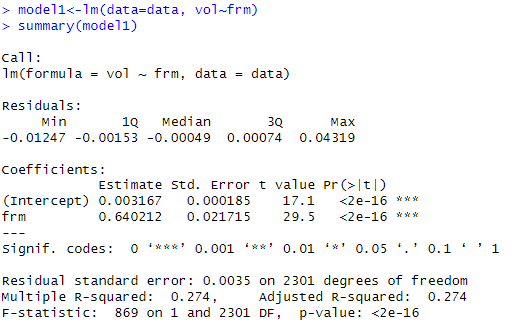 > model1<-lm(data=data, vol~frm)
> summary(model1)
Call:
lm(formula = vol ~ frm, data = data)
Residuals:
     Min       1Q   Median       3Q      Max
-0.01247 -0.00153 -0.00049  0.00074  0.04319
Coefficients:
            Estimate Std. Error t value Pr(>|t|)
(Intercept) 0.003167   0.000185    17.1   <2e-16 ***
frm         0.640212   0.021715    29.5   <2e-16 ***
---
Signif. codes:  0 ‘***’ 0.001 ‘**’ 0.01 ‘*’ 0.05 ‘.’ 0.1 ‘ ’ 1
Residual standard error: 0.0035 on 2301 degrees of freedom
Multiple R-squared:  0.274,     Adjusted R-squared:  0.274
F-statistic:  869 on 1 and 2301 DF,  p-value: <2e-16